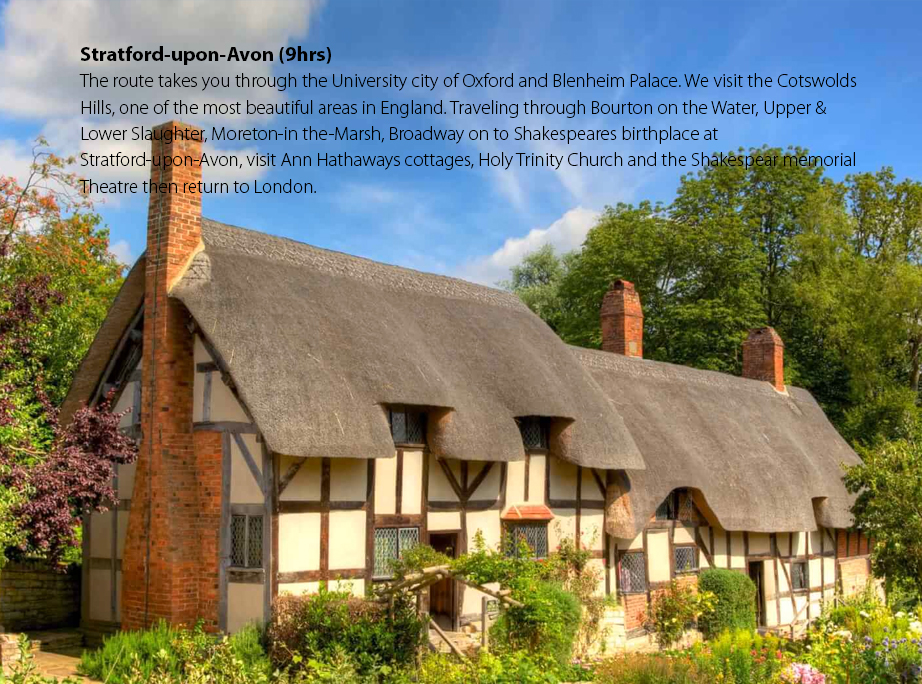 Stratford-upon-Avon (9hrs)
The route takes you through the University city of Oxford and Blenheim Palace. We visit the Cotswolds
Hills, one of the most beautiful areas in England. Traveling through Bourton on the Water, Upper &
Lower Slaughter, Moreton-in the-Marsh, Broadway on to Shakespeares birthplace at
Stratford-upon-Avon, visit Ann Hathaways cottages, Holy Trinity Church and the Shakespear memorial
Theatre then return to London.